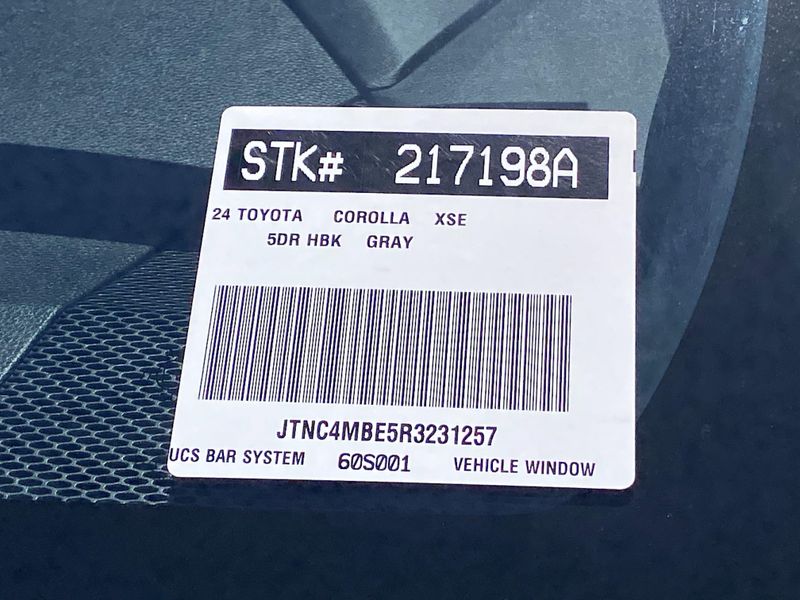 STK# 217198A
24 TOYOTA COROLLA XSE
5DR HBK GRAY
JTNC4MBE5R3231257
UCS BAR SYSTEM 60S001 VEHICLE WINDOW